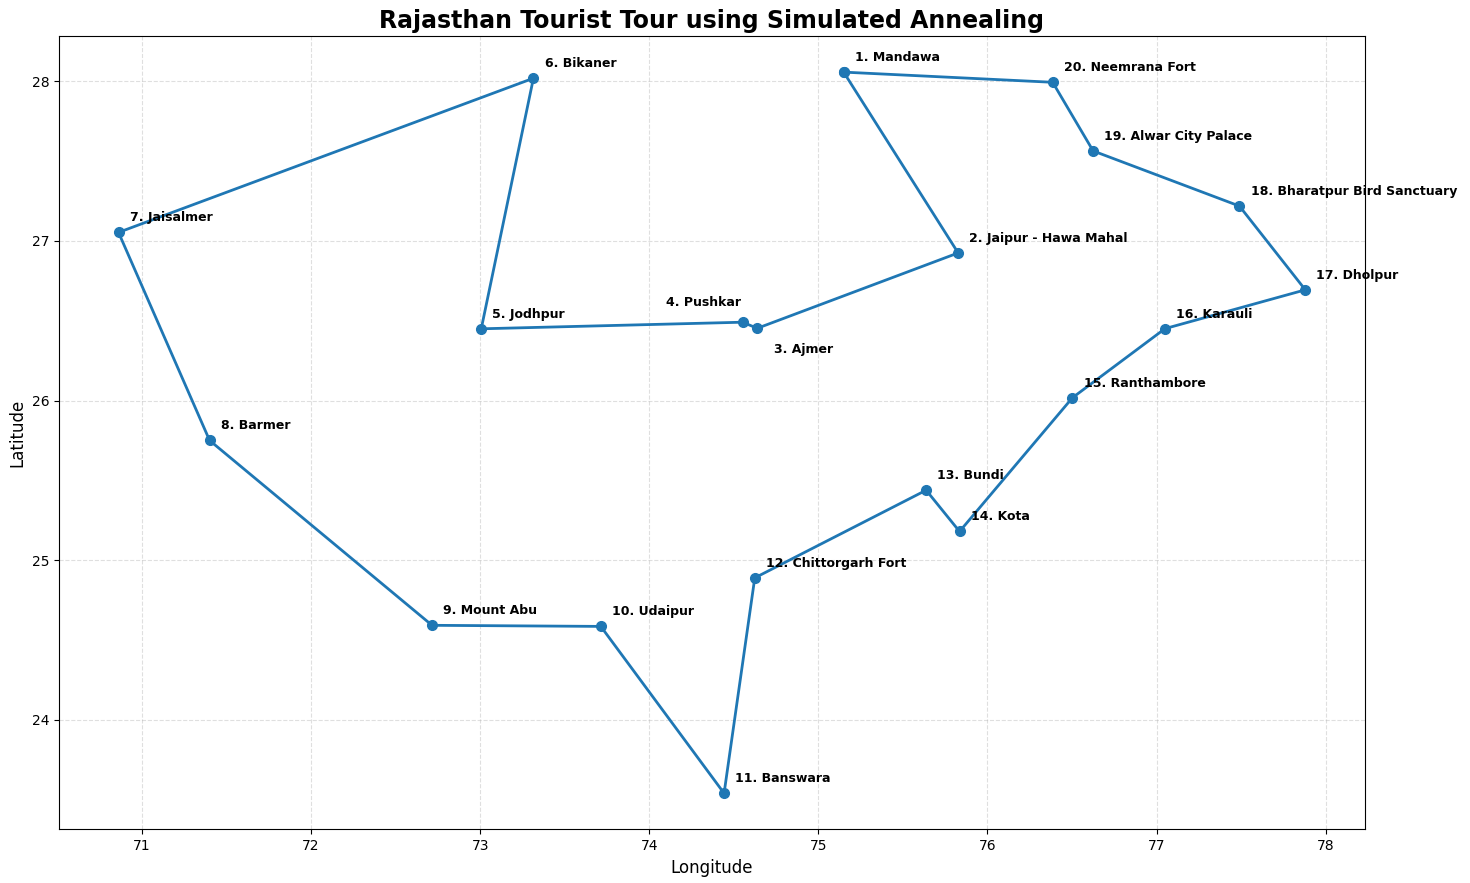 Rajasthan Tourist Tour using Simulated Annealing
1. Mandawa
6. Bikaner
20. Neemrana Fort
28
19. Alwar City Palace
18. Bharatpur Bird Sanctuary
7. Jaisalmer
2. Jaipur - Hawa Mahal
27
17. Dholpur
4. Pushkar
5. Jodhpur
16. Karauli
3. Ajmer
15. Ranthambore
26
8. Barmer
Latitude
13. Bundi
14. Kota
12. Chittorgarh Fort
25
9. Mount Abu
10. Udaipur
24
11. Banswara
71 72 73 74 75 76 77 78
Longitude